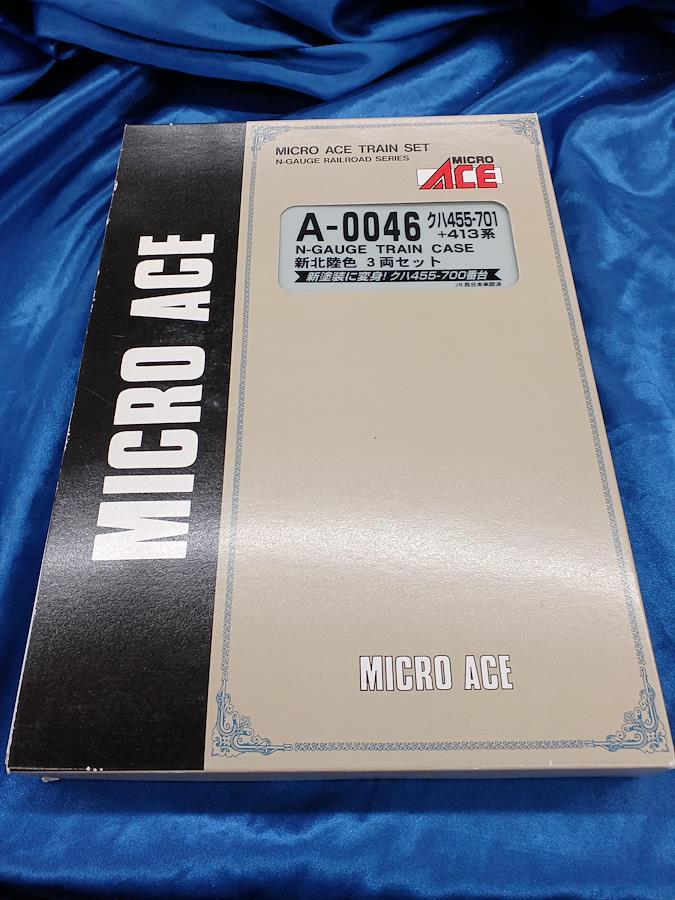 MICRO ACE TRAIN SET
N-GAUGE RAILROAD SERIES
MICRO
ACE
A-0046 クハ455-701
+413系
N-GAUGE TRAIN CASE
新北陸色 3両セット
新塗装に変身!クハ455-700番台
JR西日本承認済
MICRO ACE
MICRO ACE